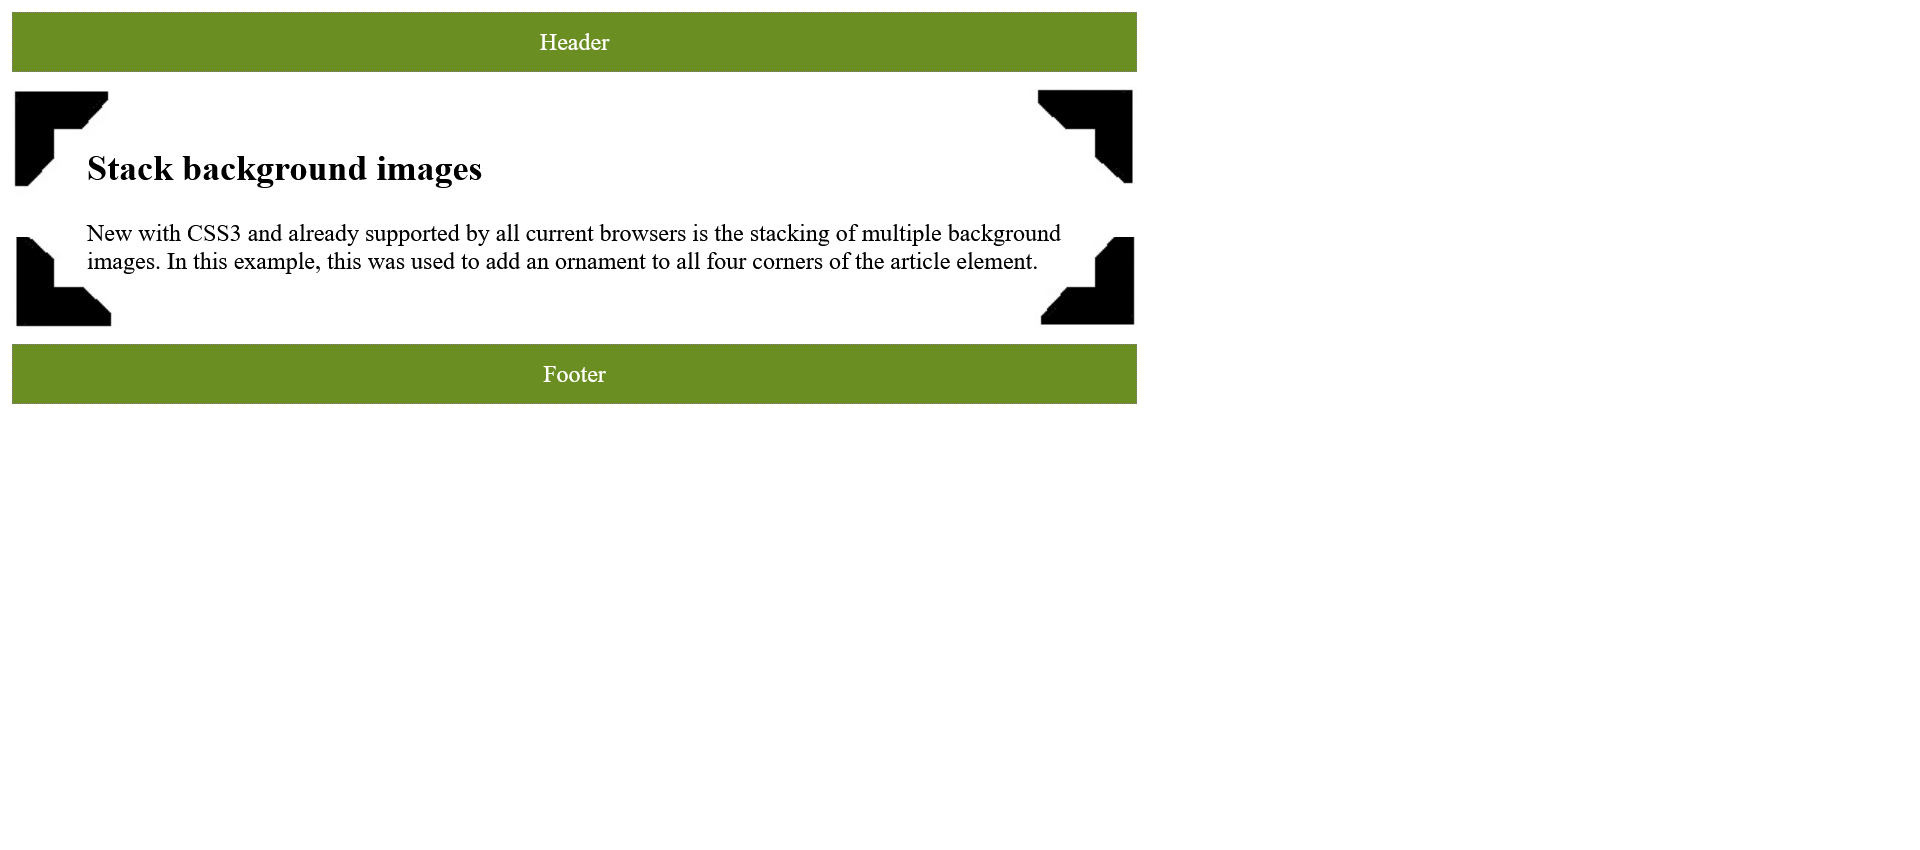 Header
Stack background images
New with CSS3 and already supported by all current browsers is the stacking of multiple background
images. In this example, this was used to add an ornament to all four corners of the article element.
Footer